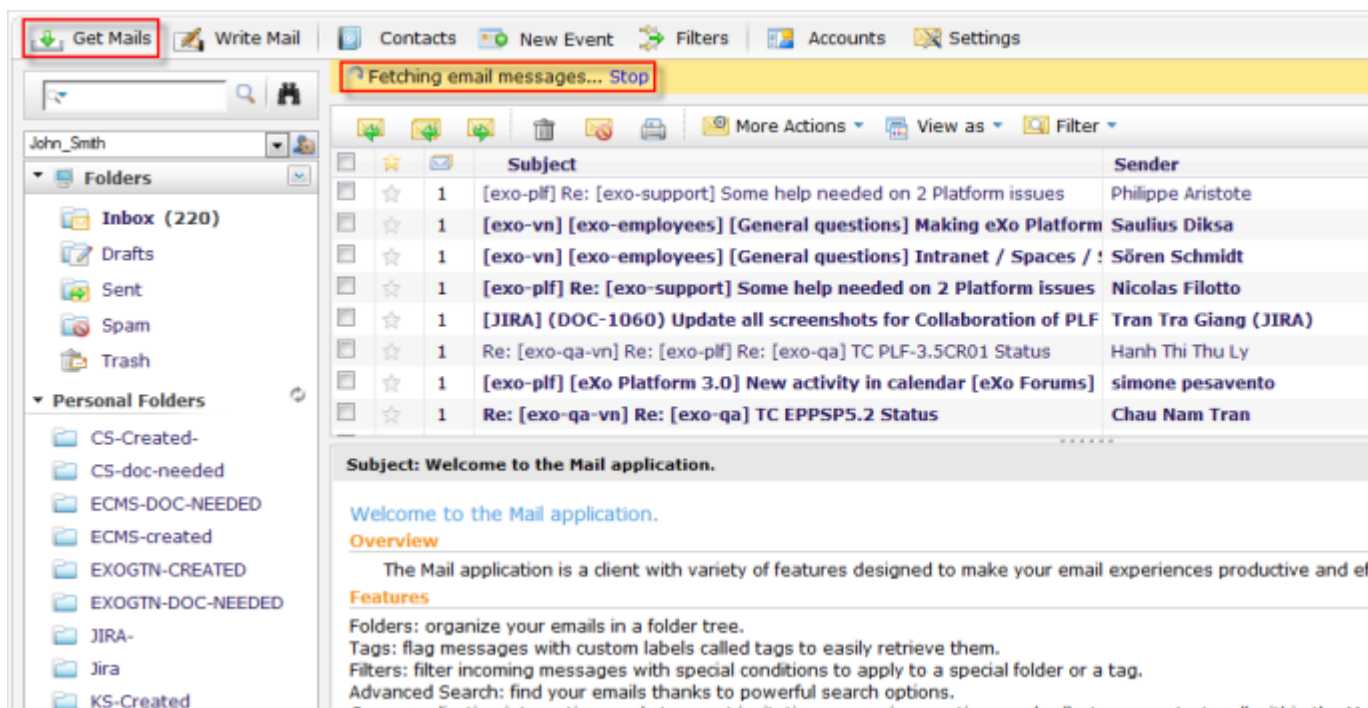 Get Mails Write Mail Contacts New Event Filters Accounts Settings
Fetching email messages... Stop
John_Smith
More Actions View as Filter
Folders
Inbox (220)
Drafts
Sent
Spam
Trash
Personal Folders
CS-Created-
CS-doc-needed
ECMS-DOC-NEEDED
ECMS-created
EXOGTN-CREATED
EXOGTN-DOC-NEEDED
JIRA-
Jira
KS-Created
Subject Sender
1 [exo-plf] Re: [exo-support] Some help needed on 2 Platform issues Philippe Aristote
1 [exo-vn] [exo-employees] [General questions] Making eXo Platform Saulius Diksa
1 [exo-vn] [exo-employees] [General questions] Intranet / Spaces / Sören Schmidt
1 [exo-plf] Re: [exo-support] Some help needed on 2 Platform issues Nicolas Filotto
1 [JIRA] (DOC-1060) Update all screenshots for Collaboration of PLF Tran Tra Giang (JIRA)
1 Re: [exo-qa-vn] Re: [exo-plf] Re: [exo-qa] TC PLF-3.5CR01 Status Hanh Thi Thu Ly
1 [exo-plf] [eXo Platform 3.0] New activity in calendar [eXo Forums] simone pesavento
1 Re: [exo-qa-vn] Re: [exo-qa] TC EPPSP5.2 Status Chau Nam Tran
Subject: Welcome to the Mail application.
Welcome to the Mail application.
Overview
The Mail application is a client with variety of features designed to make your email experiences productive and
Features
Folders: organize your emails in a folder tree.
Tags: flag messages with custom labels called tags to easily retrieve them.
Filters: filter incoming messages with special conditions to apply to a special folder or a tag.
Advanced Search: find your emails thanks to powerful search options.